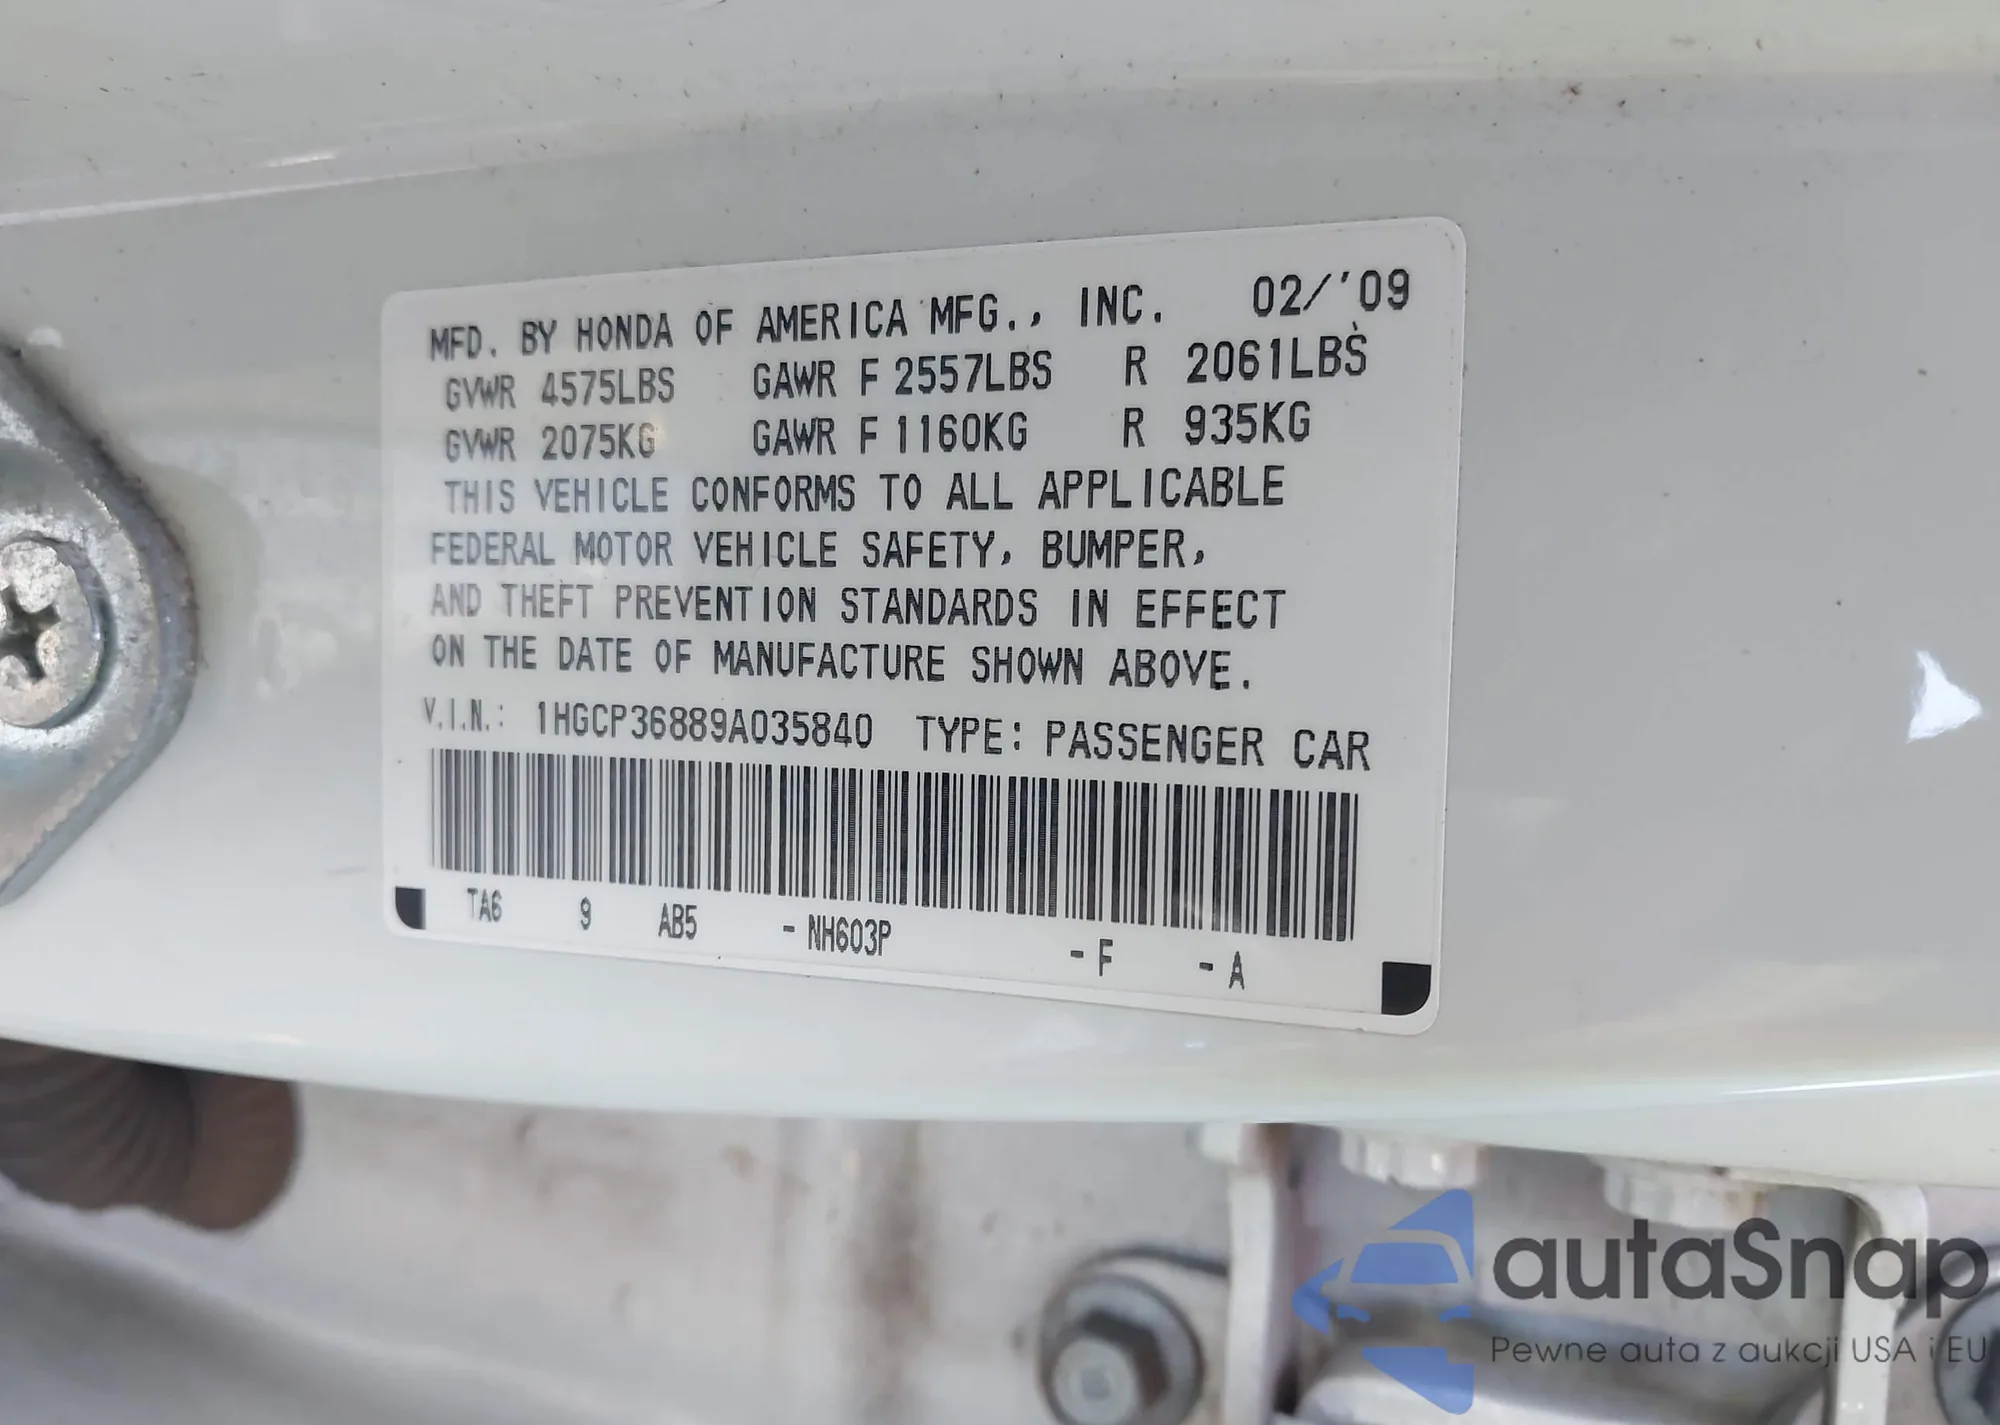 MFD. BY HONDA OF AMERICA MFG., INC. 02/'09
GVWR 4575LBS GAWR F 2557LBS R 2061LBS
GVWR 2075KG GAWR F 1160KG R 935KG
THIS VEHICLE CONFORMS TO ALL APPLICABLE
FEDERAL MOTOR VEHICLE SAFETY, BUMPER,
AND THEFT PREVENTION STANDARDS IN EFFECT
ON THE DATE OF MANUFACTURE SHOWN ABOVE.
V.I.N.: 1HGCP36889A035840 TYPE: PASSENGER CAR
TA6 9 AB5 - NH603P - F - A
autaSnap
Pewne auta z aukcji USA i EU